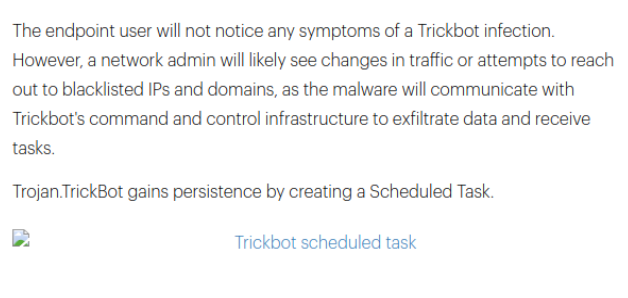 The endpoint user will not notice any symptoms of a Trickbot infection.
However, a network admin will likely see changes in traffic or attempts to reach
out to blacklisted IPs and domains, as the malware will communicate with
Trickbot's command and control infrastructure to exfiltrate data and receive
tasks.
Trojan.TrickBot gains persistence by creating a Scheduled Task.
Trickbot scheduled task